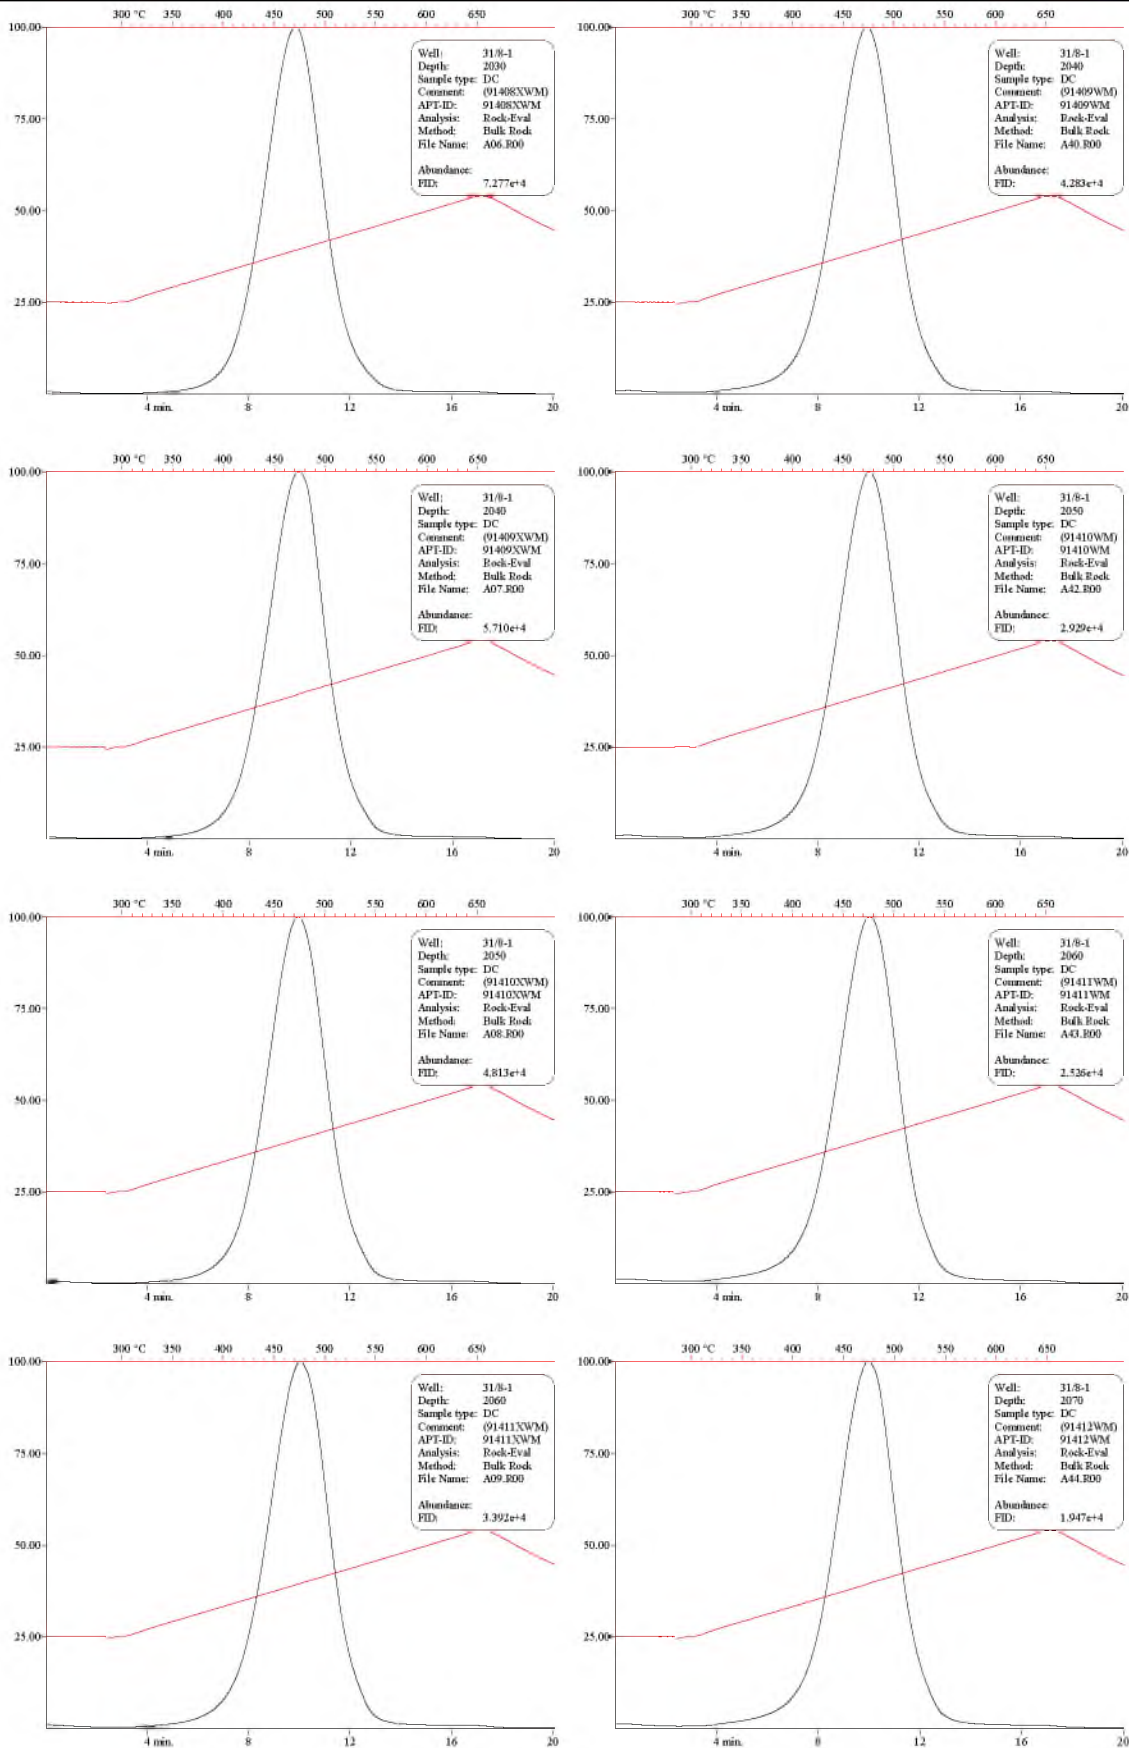 300 °C 350 400 450 500 550 600 650
100.00
75.00
50.00
25.00
4 min. 8 12 16 20
Well: 31/8-1
Depth: 2030
Sample type: DC
Comment: (91408XWM)
APT-ID: 91408XWM
Analysis: Rock-Eval
Method: Bulk Rock
File Name: A06.R00
Abundance:
FID: 7.277e+4
300 °C 350 400 450 500 550 600 650
100.00
75.00
50.00
25.00
4 min. 8 12 16 20
Well: 31/8-1
Depth: 2040
Sample type: DC
Comment: (91409WM)
APT-ID: 91409WM
Analysis: Rock-Eval
Method: Bulk Rock
File Name: A40.R00
Abundance:
FID: 4.283e+4
300 °C 350 400 450 500 550 600 650
100.00
75.00
50.00
25.00
4 min. 8 12 16 20
Well: 31/8-1
Depth: 2040
Sample type: DC
Comment: (91409XWM)
APT-ID: 91409XWM
Analysis: Rock-Eval
Method: Bulk Rock
File Name: A07.R00
Abundance:
FID: 5.710e+4
300 °C 350 400 450 500 550 600 650
100.00
75.00
50.00
25.00
4 min. 8 12 16 20
Well: 31/8-1
Depth: 2050
Sample type: DC
Comment: (91410WM)
APT-ID: 91410WM
Analysis: Rock-Eval
Method: Bulk Rock
File Name: A42.R00
Abundance:
FID: 2.929e+4
300 °C 350 400 450 500 550 600 650
100.00
75.00
50.00
25.00
4 min. 8 12 16 20
Well: 31/8-1
Depth: 2050
Sample type: DC
Comment: (91410XWM)
APT-ID: 91410XWM
Analysis: Rock-Eval
Method: Bulk Rock
File Name: A08.R00
Abundance:
FID: 4.813e+4
300 °C 350 400 450 500 550 600 650
100.00
75.00
50.00
25.00
4 min. 8 12 16 20
Well: 31/8-1
Depth: 2060
Sample type: DC
Comment: (91411WM)
APT-ID: 91411WM
Analysis: Rock-Eval
Method: Bulk Rock
File Name: A43.R00
Abundance:
FID: 2.526e+4
300 °C 350 400 450 500 550 600 650
100.00
75.00
50.00
25.00
4 min. 8 12 16 20
Well: 31/8-1
Depth: 2060
Sample type: DC
Comment: (91411XWM)
APT-ID: 91411XWM
Analysis: Rock-Eval
Method: Bulk Rock
File Name: A09.R00
Abundance:
FID: 3.392e+4
300 °C 350 400 450 500 550 600 650
100.00
75.00
50.00
25.00
4 min. 8 12 16 20
Well: 31/8-1
Depth: 2070
Sample type: DC
Comment: (91412WM)
APT-ID: 91412WM
Analysis: Rock-Eval
Method: Bulk Rock
File Name: A44.R00
Abundance:
FID: 1.947e+4